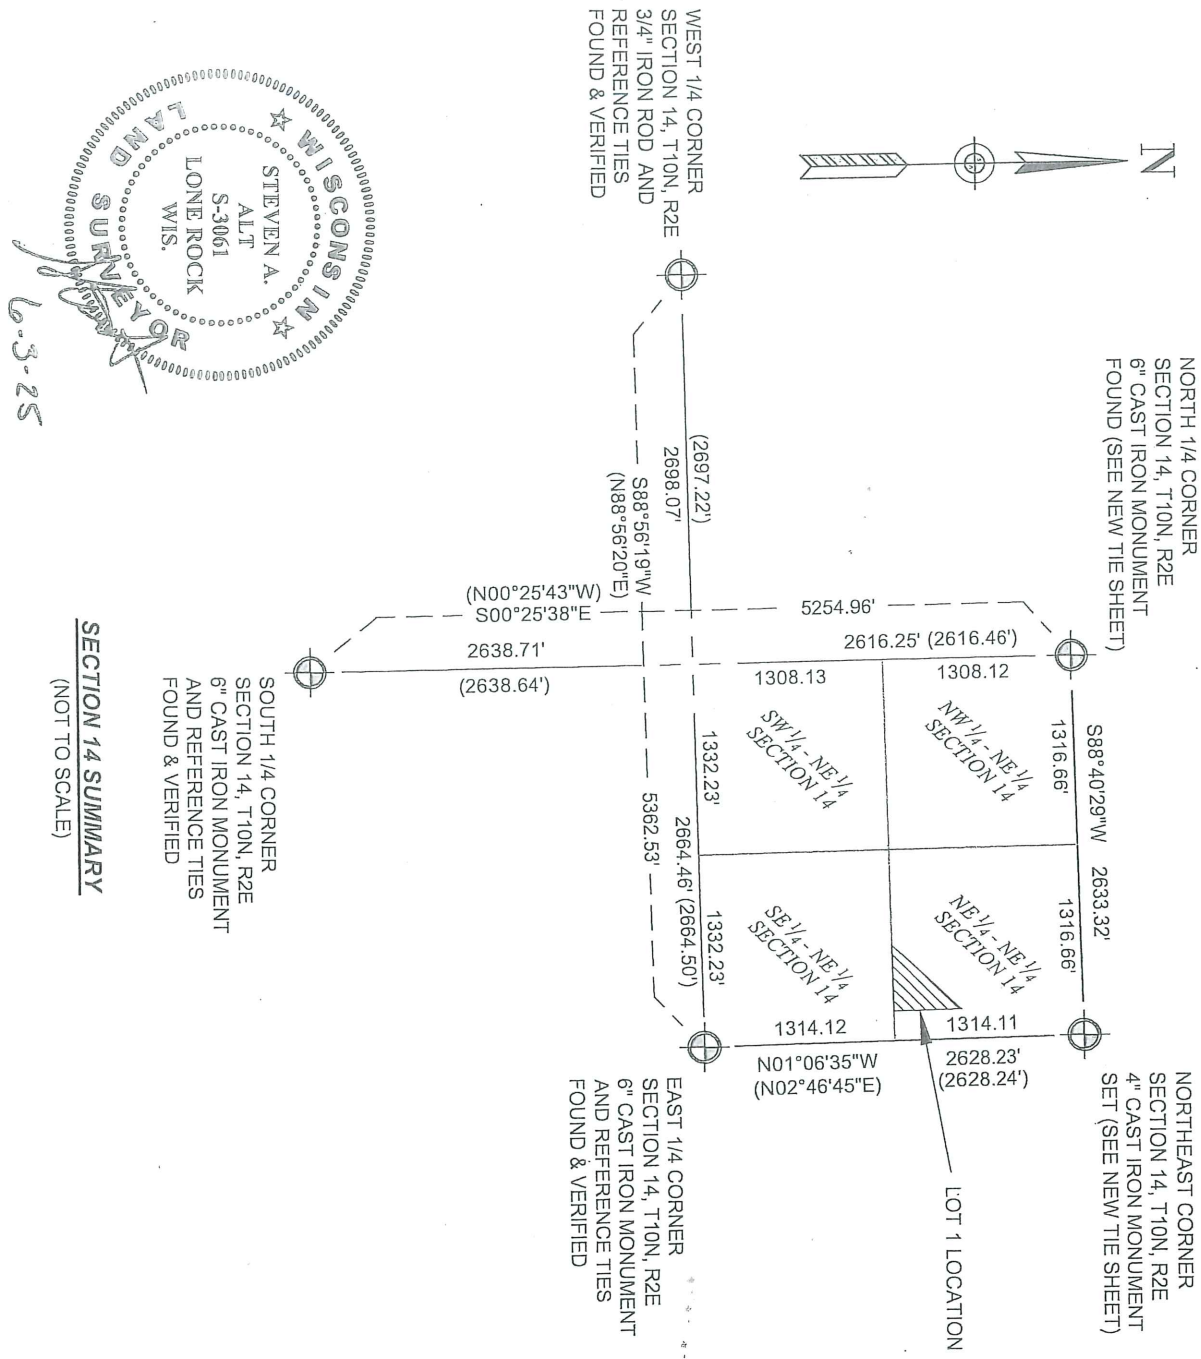 N
NORTH 1/4 CORNER
SECTION 14, T10N, R2E
6" CAST IRON MONUMENT
FOUND (SEE NEW TIE SHEET)
NORTHEAST CORNER
SECTION 14, T10N, R2E
4" CAST IRON MONUMENT
SET (SEE NEW TIE SHEET)
S88°40'29"W 2633.32'
1316.66'
1316.66'
WEST 1/4 CORNER
SECTION 14, T10N, R2E
3/4" IRON ROD AND
REFERENCE TIES
FOUND & VERIFIED
(2697.22')
2698.07'
S88°56'19"W
(N88°56'20"E)
5254.96'
2616.25' (2616.46')
1308.12
1308.13
NW 1/4 - NE 1/4
SECTION 14
NE 1/4 - NE 1/4
SECTION 14
SW 1/4 - NE 1/4
SECTION 14
SE 1/4 - NE 1/4
SECTION 14
1314.11
1314.12
2628.23'
(2628.24')
N01°06'35"W
(N02°46'45"E)
LOT 1 LOCATION
1332.23'
1332.23'
2664.46' (2664.50')
5362.53'
EAST 1/4 CORNER
SECTION 14, T10N, R2E
6" CAST IRON MONUMENT
AND REFERENCE TIES
FOUND & VERIFIED
(N00°25'43"W)
S00°25'38"E
2638.71'
(2638.64')
SOUTH 1/4 CORNER
SECTION 14, T10N, R2E
6" CAST IRON MONUMENT
AND REFERENCE TIES
FOUND & VERIFIED
WISCONSIN
STEVEN A.
ALT
S-3061
LONE ROCK
WIS.
LAND SURVEYOR
6-3-25
SECTION 14 SUMMARY
(NOT TO SCALE)